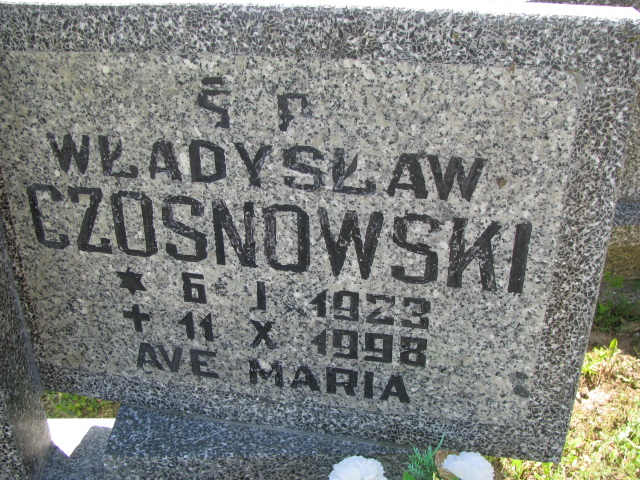 Ś P
WŁADYSŁAW
CZOSNOWSKI
* 6 I 1923
+ 11 X 1998
AVE MARIA